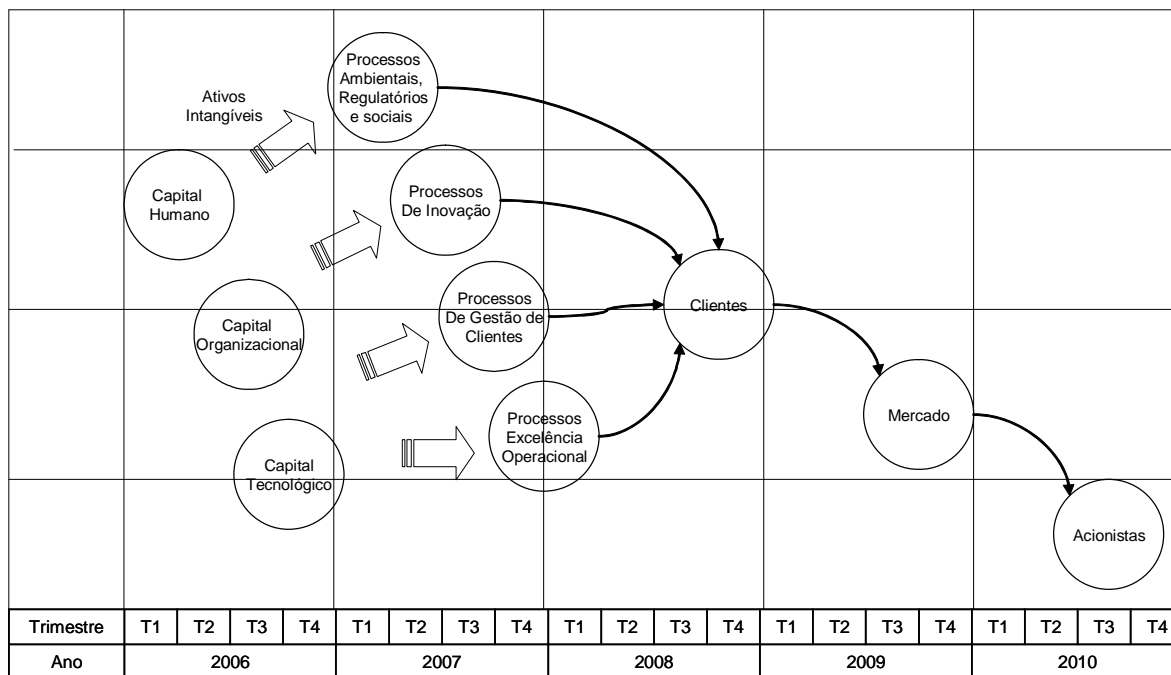 Processos
Ambientais,
Regulatórios
e sociais
Ativos
Intangíveis
Capital
Humano
Processos
De Inovação
Capital
Organizacional
Processos
De Gestão de
Clientes
Clientes
Capital
Tecnológico
Processos
Excelência
Operacional
Mercado
Acionistas
Trimestre T1 T2 T3 T4 T1 T2 T3 T4 T1 T2 T3 T4 T1 T2 T3 T4 T1 T2 T3 T4
Ano 2006 2007 2008 2009 2010